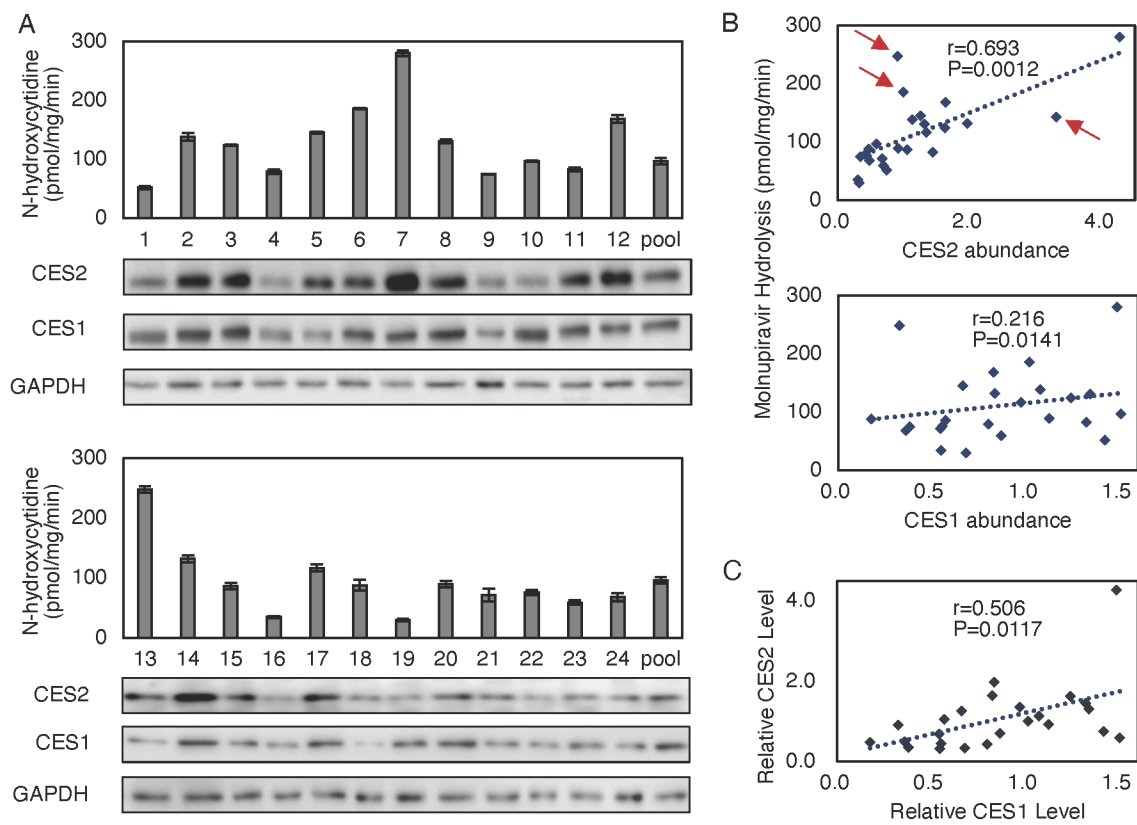 A
N-hydroxycytidine
(pmol/mg/min)
300
200
100
0
1 2 3 4 5 6 7 8 9 10 11 12 pool
CES2
CES1
GAPDH
N-hydroxycytidine
(pmol/mg/min)
300
200
100
0
13 14 15 16 17 18 19 20 21 22 23 24 pool
CES2
CES1
GAPDH
B
Molnupiravir Hydrolysis (pmol/mg/min)
300
200
100
0
r=0.693
P=0.0012
0.0 2.0 4.0
CES2 abundance
300
200
100
0
r=0.216
P=0.0141
0.0 0.5 1.0 1.5
CES1 abundance
C
Relative CES2 Level
4.0
2.0
0.0
r=0.506
P=0.0117
0.0 0.5 1.0 1.5
Relative CES1 Level